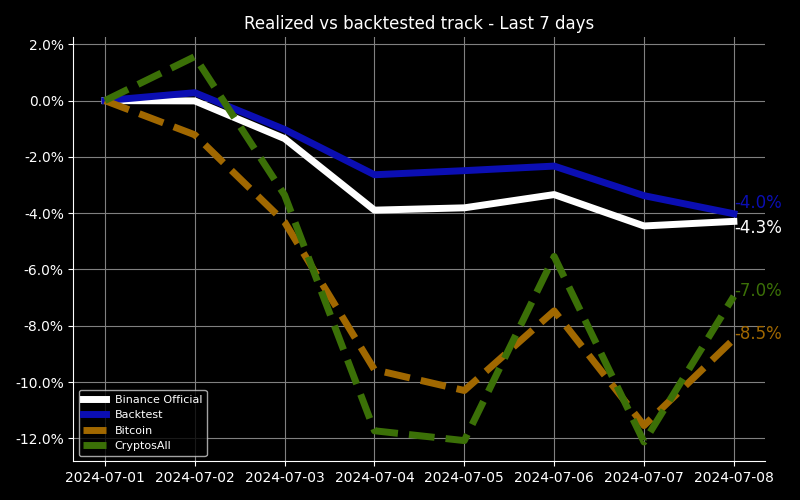 Realized vs backtested track - Last 7 days
2.0%
0.0%
-2.0%
-4.0%
-6.0%
-8.0%
-10.0%
-12.0%
-4.0%
-4.3%
-7.0%
-8.5%
Binance Official
Backtest
Bitcoin
CryptosAll
2024-07-01 2024-07-02 2024-07-03 2024-07-04 2024-07-05 2024-07-06 2024-07-07 2024-07-08